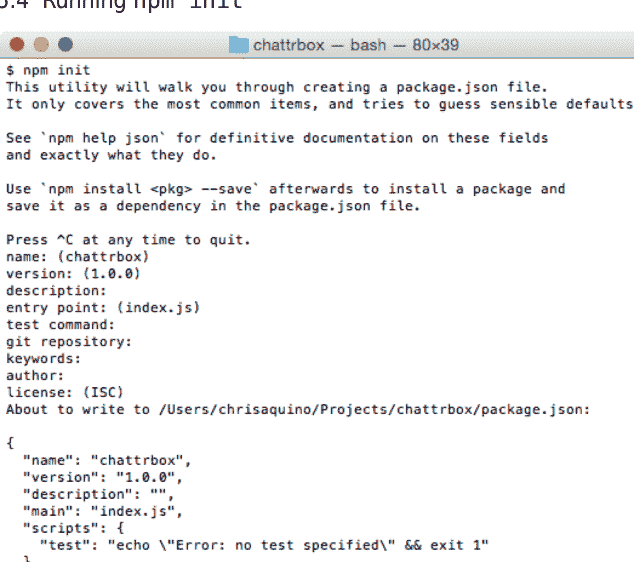 5.4 Running npm init
chattrbox — bash — 80×39
$ npm init
This utility will walk you through creating a package.json file.
It only covers the most common items, and tries to guess sensible defaults
See `npm help json` for definitive documentation on these fields
and exactly what they do.
Use `npm install <pkg> --save` afterwards to install a package and
save it as a dependency in the package.json file.
Press ^C at any time to quit.
name: (chattrbox)
version: (1.0.0)
description:
entry point: (index.js)
test command:
git repository:
keywords:
author:
license: (ISC)
About to write to /Users/chrisaquino/Projects/chattrbox/package.json:
{
  "name": "chattrbox",
  "version": "1.0.0",
  "description": "",
  "main": "index.js",
  "scripts": {
    "test": "echo \"Error: no test specified\" && exit 1"
  }